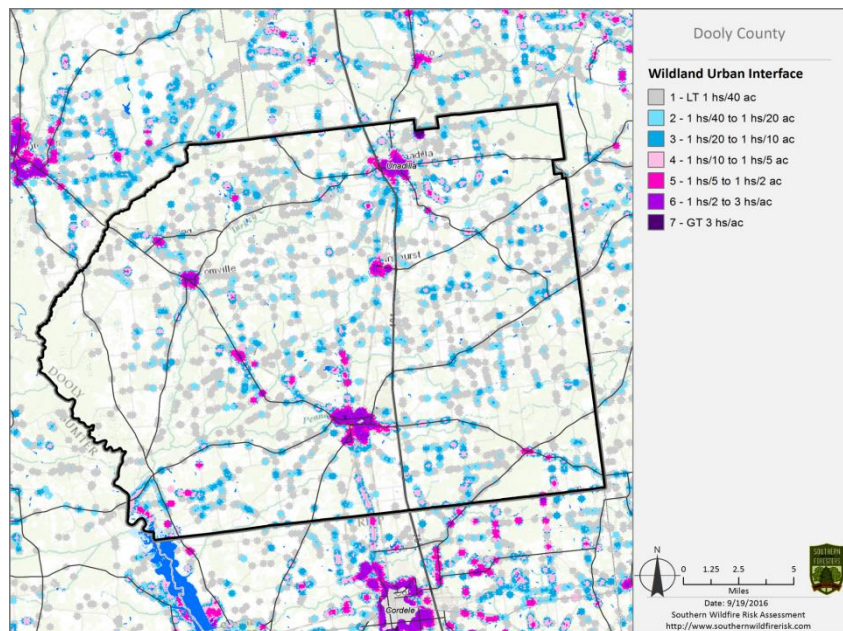 Dooly County
Wildland Urban Interface
1 - LT 1 hs/40 ac
2 - 1 hs/40 to 1 hs/20 ac
3 - 1 hs/20 to 1 hs/10 ac
4 - 1 hs/10 to 1 hs/5 ac
5 - 1 hs/5 to 1 hs/2 ac
6 - 1 hs/2 to 3 hs/ac
7 - GT 3 hs/ac
Unadilla
DOOLY
SUMTER
Cordele
N
0 1.25 2.5 5
Miles
Date: 9/19/2016
Southern Wildfire Risk Assessment
http://www.southernwildfirerisk.com
SOUTHERN
FORESTERS